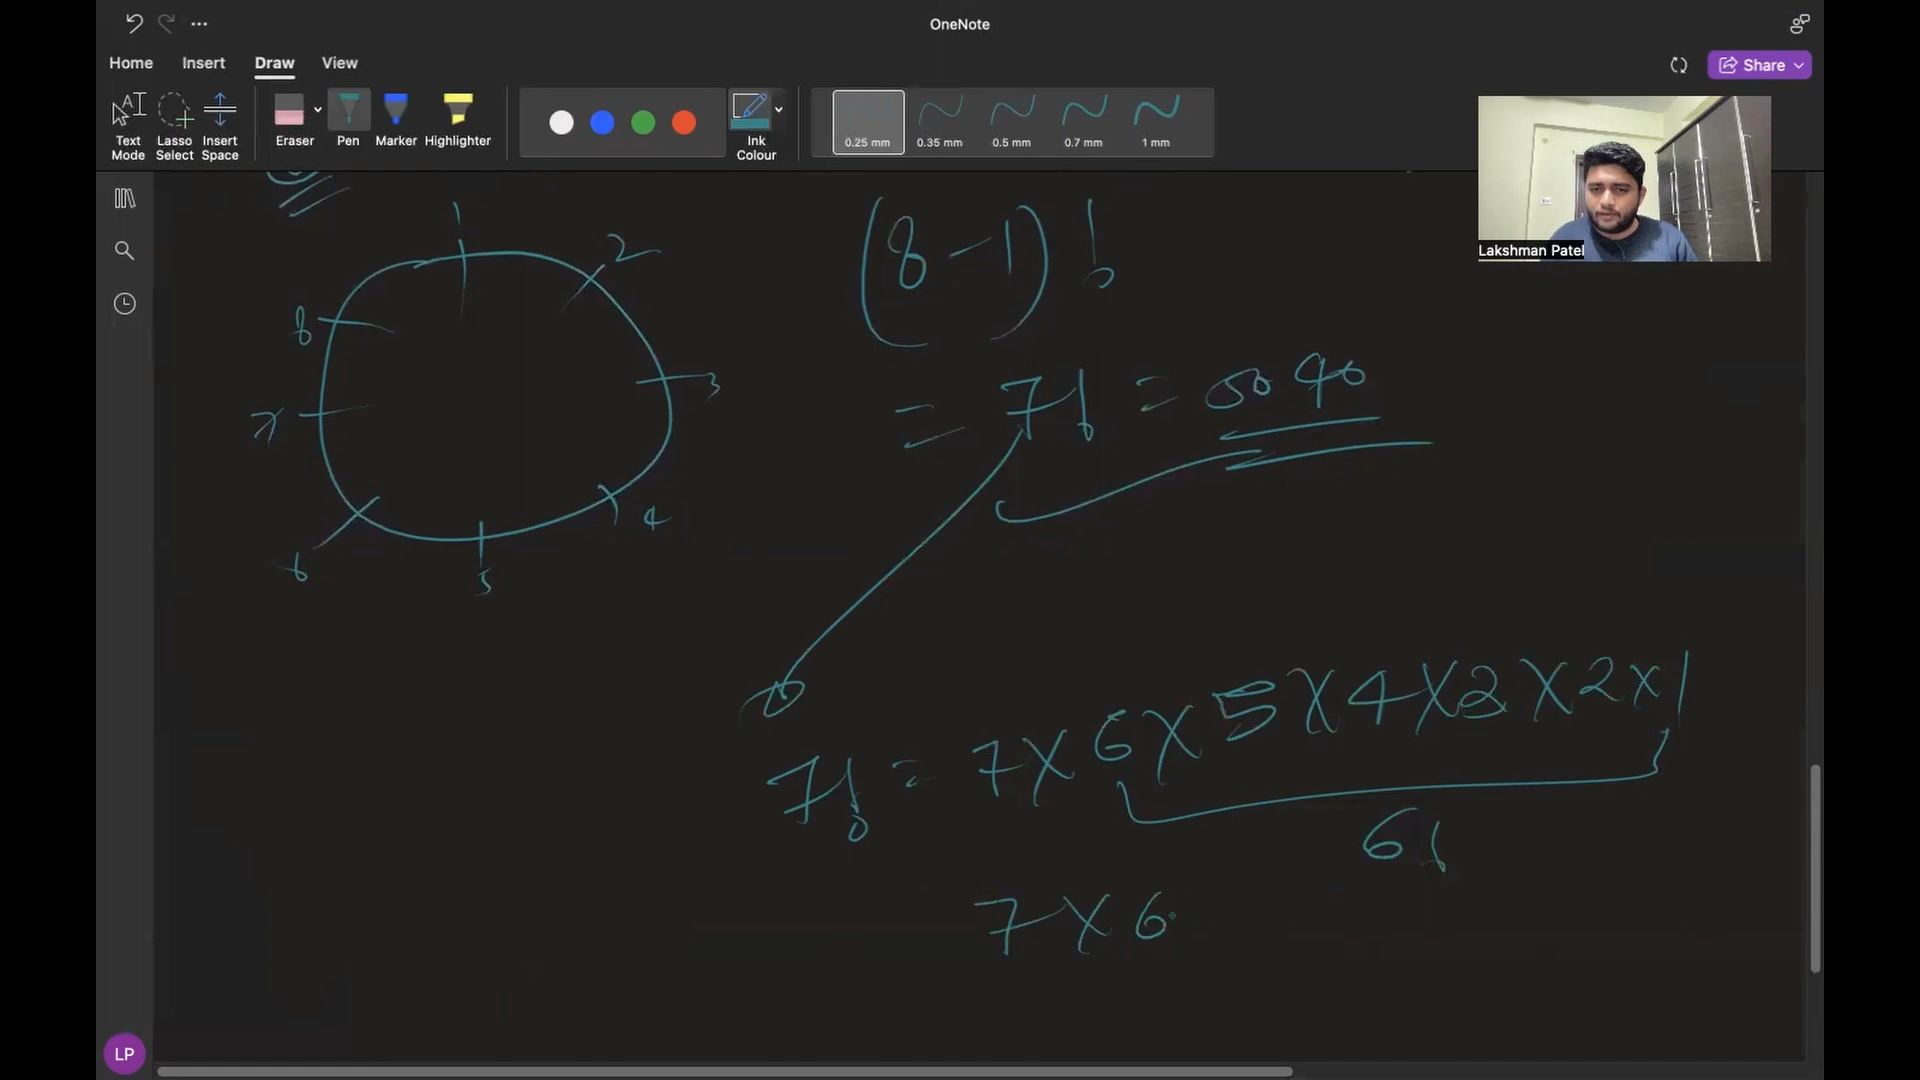 OneNote
Home Insert Draw View
Share
Text Mode
Lasso Select
Insert Space
Eraser
Pen
Marker
Highlighter
Ink Colour
0.25 mm
0.35 mm
0.5 mm
0.7 mm
1 mm
Lakshman Patel
1
2
3
4
5
6
7
8
(8-1)!
= 7! = 5040
7! = 7X6X5X4X3X2X1
6!
7X6
LP